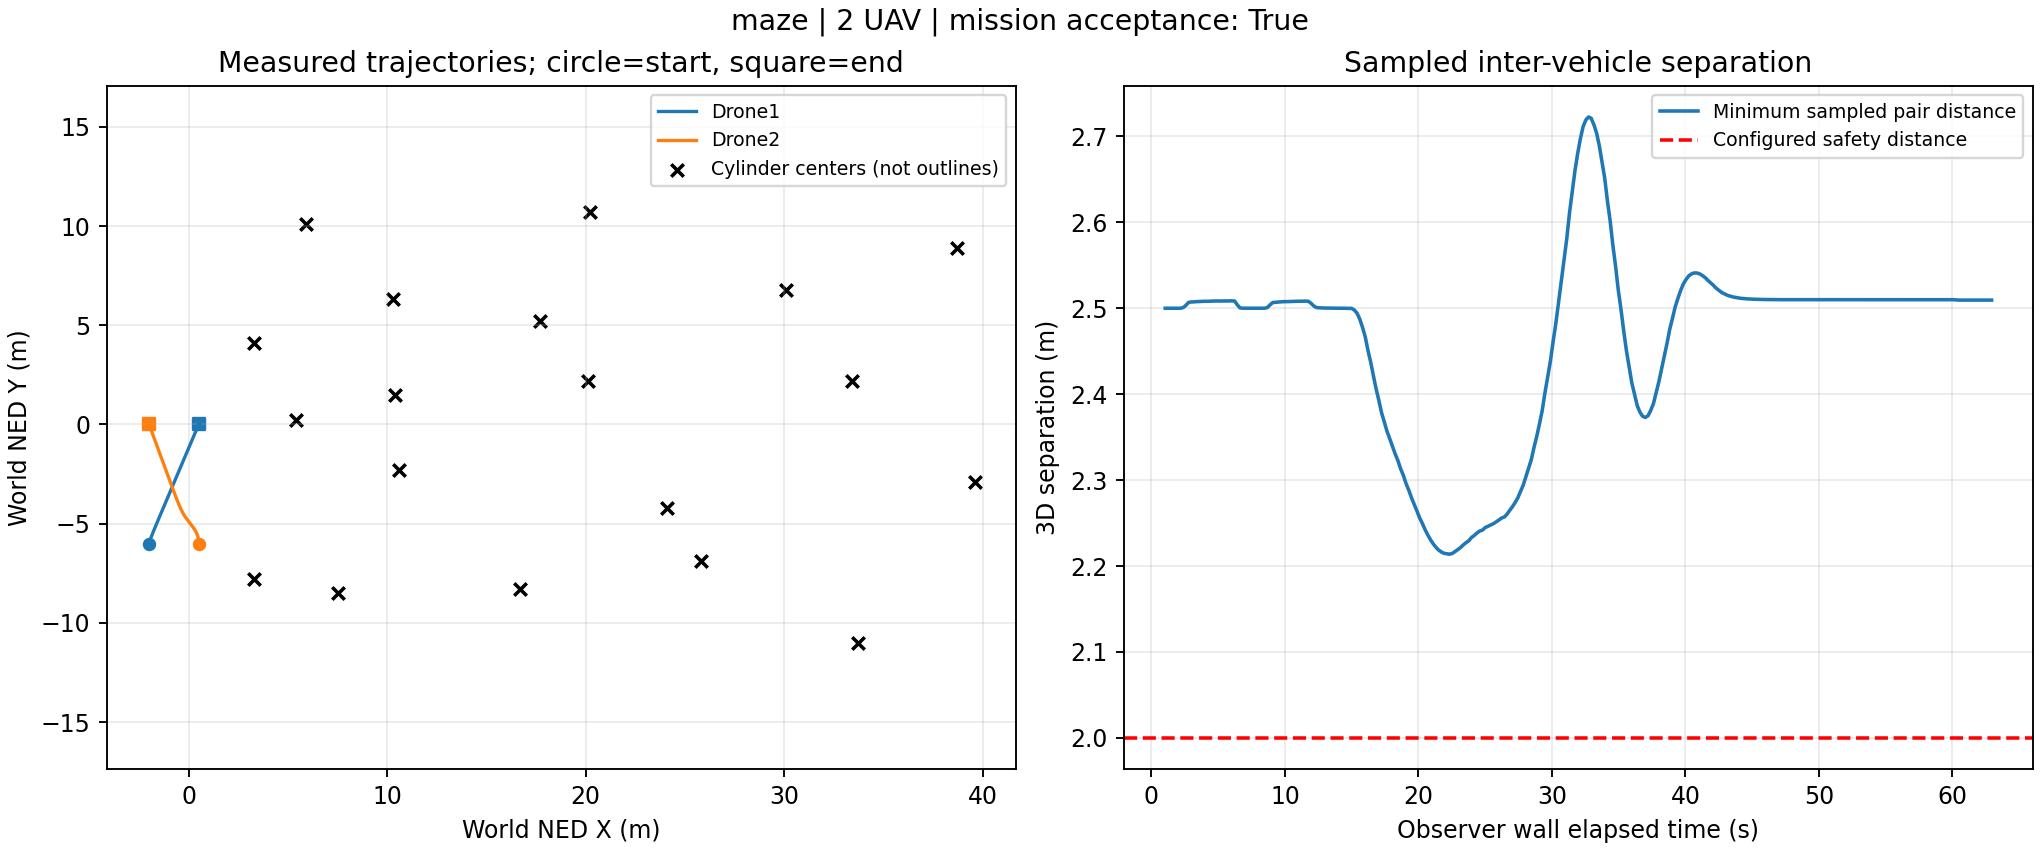 maze | 2 UAV | mission acceptance: True
Measured trajectories; circle=start, square=end
Drone1
Drone2
Cylinder centers (not outlines)
World NED Y (m)
15
10
5
0
−5
−10
−15
0
10
20
30
40
World NED X (m)
Sampled inter-vehicle separation
Minimum sampled pair distance
Configured safety distance
3D separation (m)
2.7
2.6
2.5
2.4
2.3
2.2
2.1
2.0
0
10
20
30
40
50
60
Observer wall elapsed time (s)